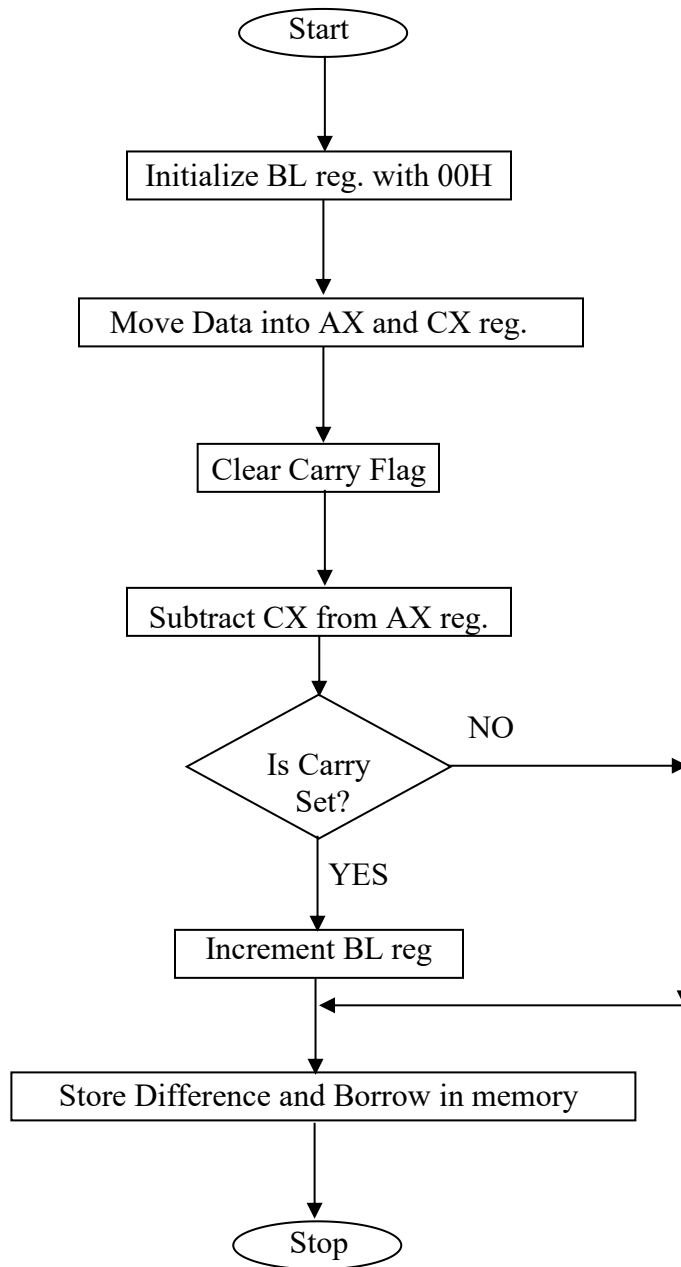 Start
Initialize BL reg. with 00H
Move Data into AX and CX reg.
Clear Carry Flag
Subtract CX from AX reg.
NO
Is Carry
Set?
YES
Increment BL reg
Store Difference and Borrow in memory
Stop